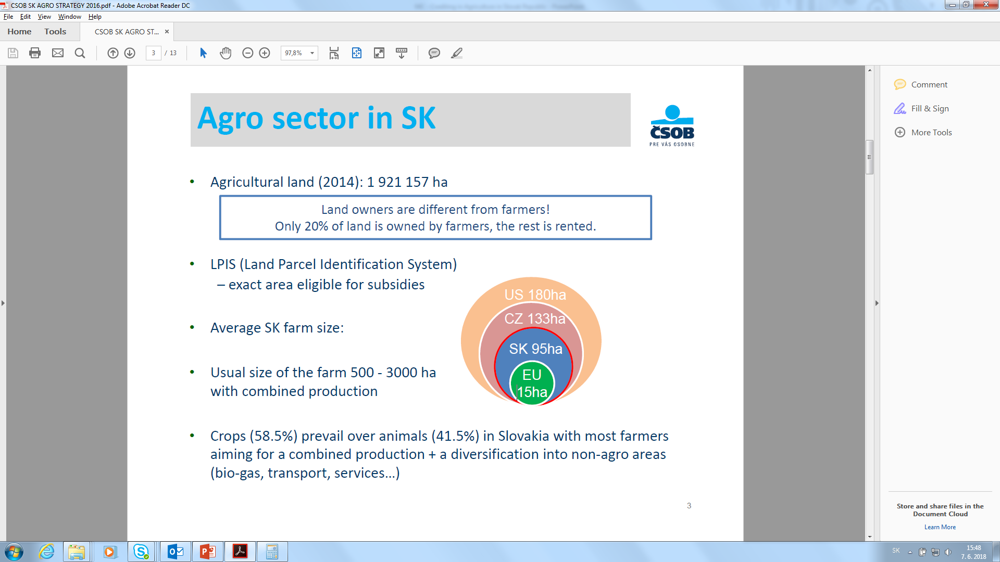 CSOB SK AGRO STRATEGY 2016.pdf - Adobe Acrobat Reader DC
File Edit View Window Help
Home Tools CSOB SK AGRO ST... ×
3 / 13 97,8%
Comment
Fill & Sign
More Tools
Agro sector in SK
ČSOB
PRE VÁS OSOBNE
• Agricultural land (2014): 1 921 157 ha
Land owners are different from farmers!
Only 20% of land is owned by farmers, the rest is rented.
• LPIS (Land Parcel Identification System)
– exact area eligible for subsidies
• Average SK farm size:
• Usual size of the farm 500 - 3000 ha
with combined production
US 180ha
CZ 133ha
SK 95ha
EU
15ha
• Crops (58.5%) prevail over animals (41.5%) in Slovakia with most farmers
aiming for a combined production + a diversification into non-agro areas
(bio-gas, transport, services...)
3
Store and share files in the
Document Cloud
Learn More
SK
15:48
7. 6. 2018